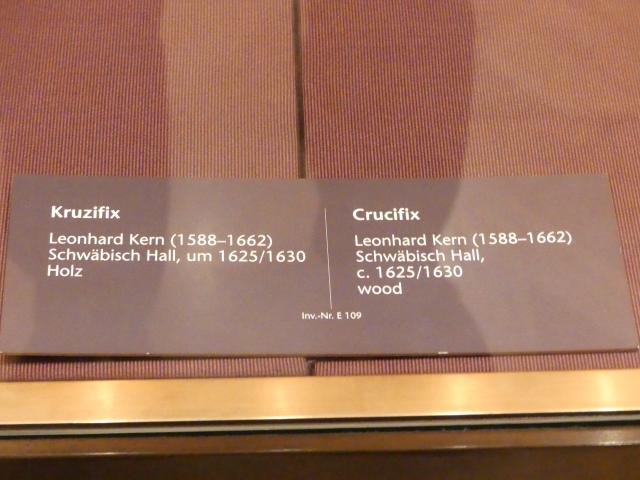 Kruzifix
Leonhard Kern (1588–1662)
Schwäbisch Hall, um 1625/1630
Holz
Crucifix
Leonhard Kern (1588–1662)
Schwäbisch Hall,
c. 1625/1630
wood
Inv.-Nr. E 109